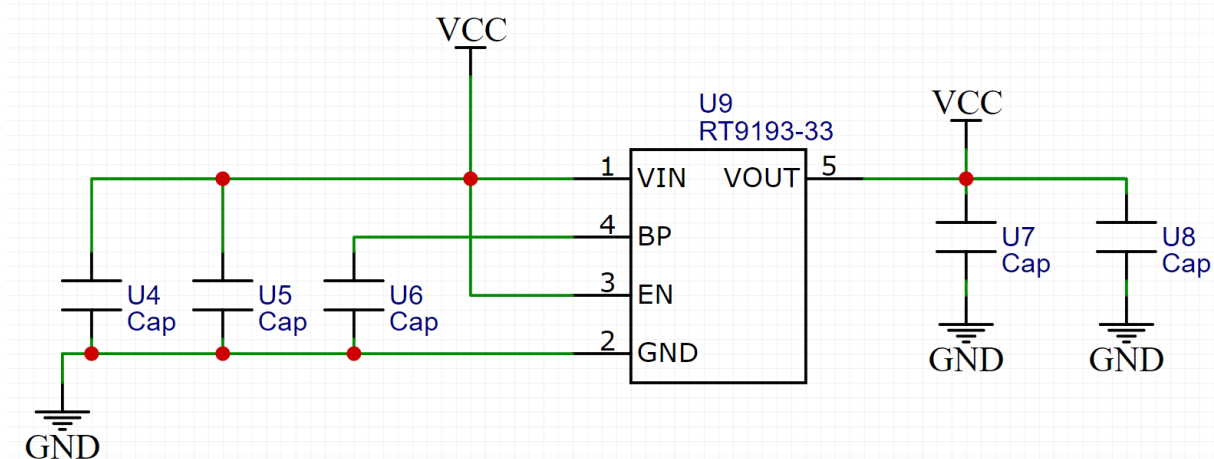 VCC
U9
RT9193-33
VCC
1 VIN VOUT 5
4 BP
3 EN
2 GND
U4
Cap
U5
Cap
U6
Cap
U7
Cap
U8
Cap
GND
GND
GND